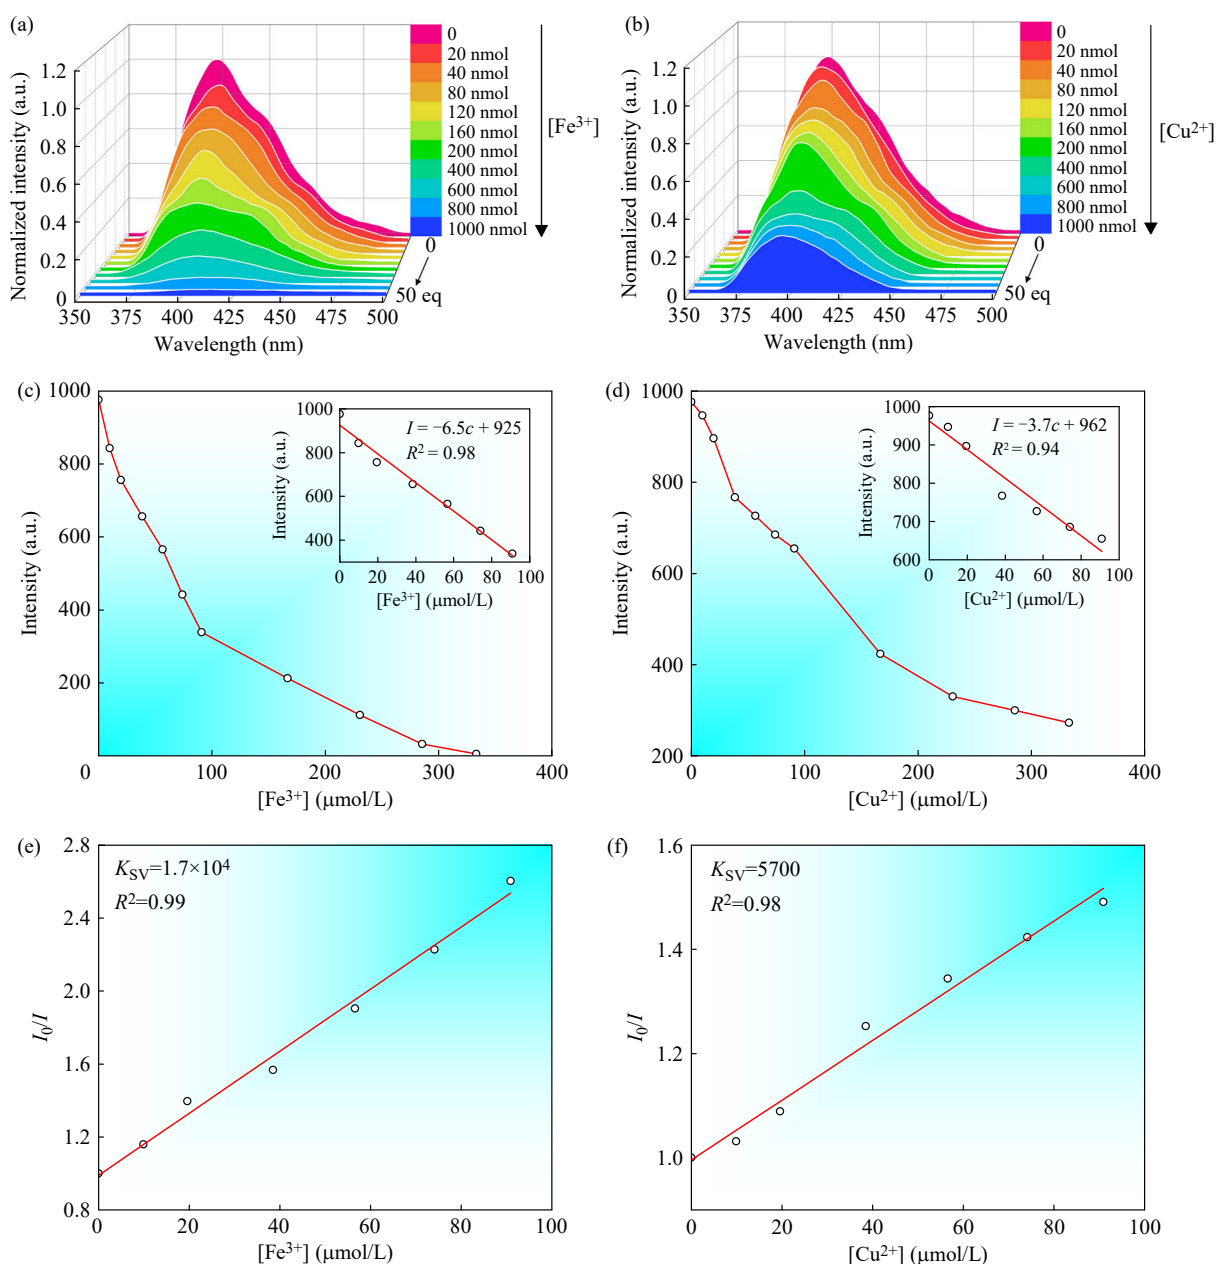 (a)
Normalized intensity (a.u.)
1.2
1.0
0.8
0.6
0.4
0.2
0
350 375 400 425 450 475 500
Wavelength (nm)
0
20 nmol
40 nmol
80 nmol
120 nmol
160 nmol
200 nmol
400 nmol
600 nmol
800 nmol
1000 nmol
[Fe³⁺]
0
50 eq
(b)
Normalized intensity (a.u.)
1.2
1.0
0.8
0.6
0.4
0.2
0
350 375 400 425 450 475 500
Wavelength (nm)
0
20 nmol
40 nmol
80 nmol
120 nmol
160 nmol
200 nmol
400 nmol
600 nmol
800 nmol
1000 nmol
[Cu²⁺]
0
50 eq
(c)
Intensity (a.u.)
1000
800
600
400
200
0 100 200 300 400
[Fe³⁺] (μmol/L)
Intensity (a.u.)
1000
800
600
400
0 20 40 60 80 100
[Fe³⁺] (μmol/L)
I = −6.5c + 925
R² = 0.98
(d)
Intensity (a.u.)
1000
800
600
400
200
0 100 200 300 400
[Cu²⁺] (μmol/L)
Intensity (a.u.)
1000
900
800
700
600
0 20 40 60 80 100
[Cu²⁺] (μmol/L)
I = −3.7c + 962
R² = 0.94
(e)
I₀/I
2.8
2.4
2.0
1.6
1.2
0.8
0 20 40 60 80 100
[Fe³⁺] (μmol/L)
K_SV=1.7×10⁴
R²=0.99
(f)
I₀/I
1.6
1.4
1.2
1.0
0 20 40 60 80 100
[Cu²⁺] (μmol/L)
K_SV=5700
R²=0.98